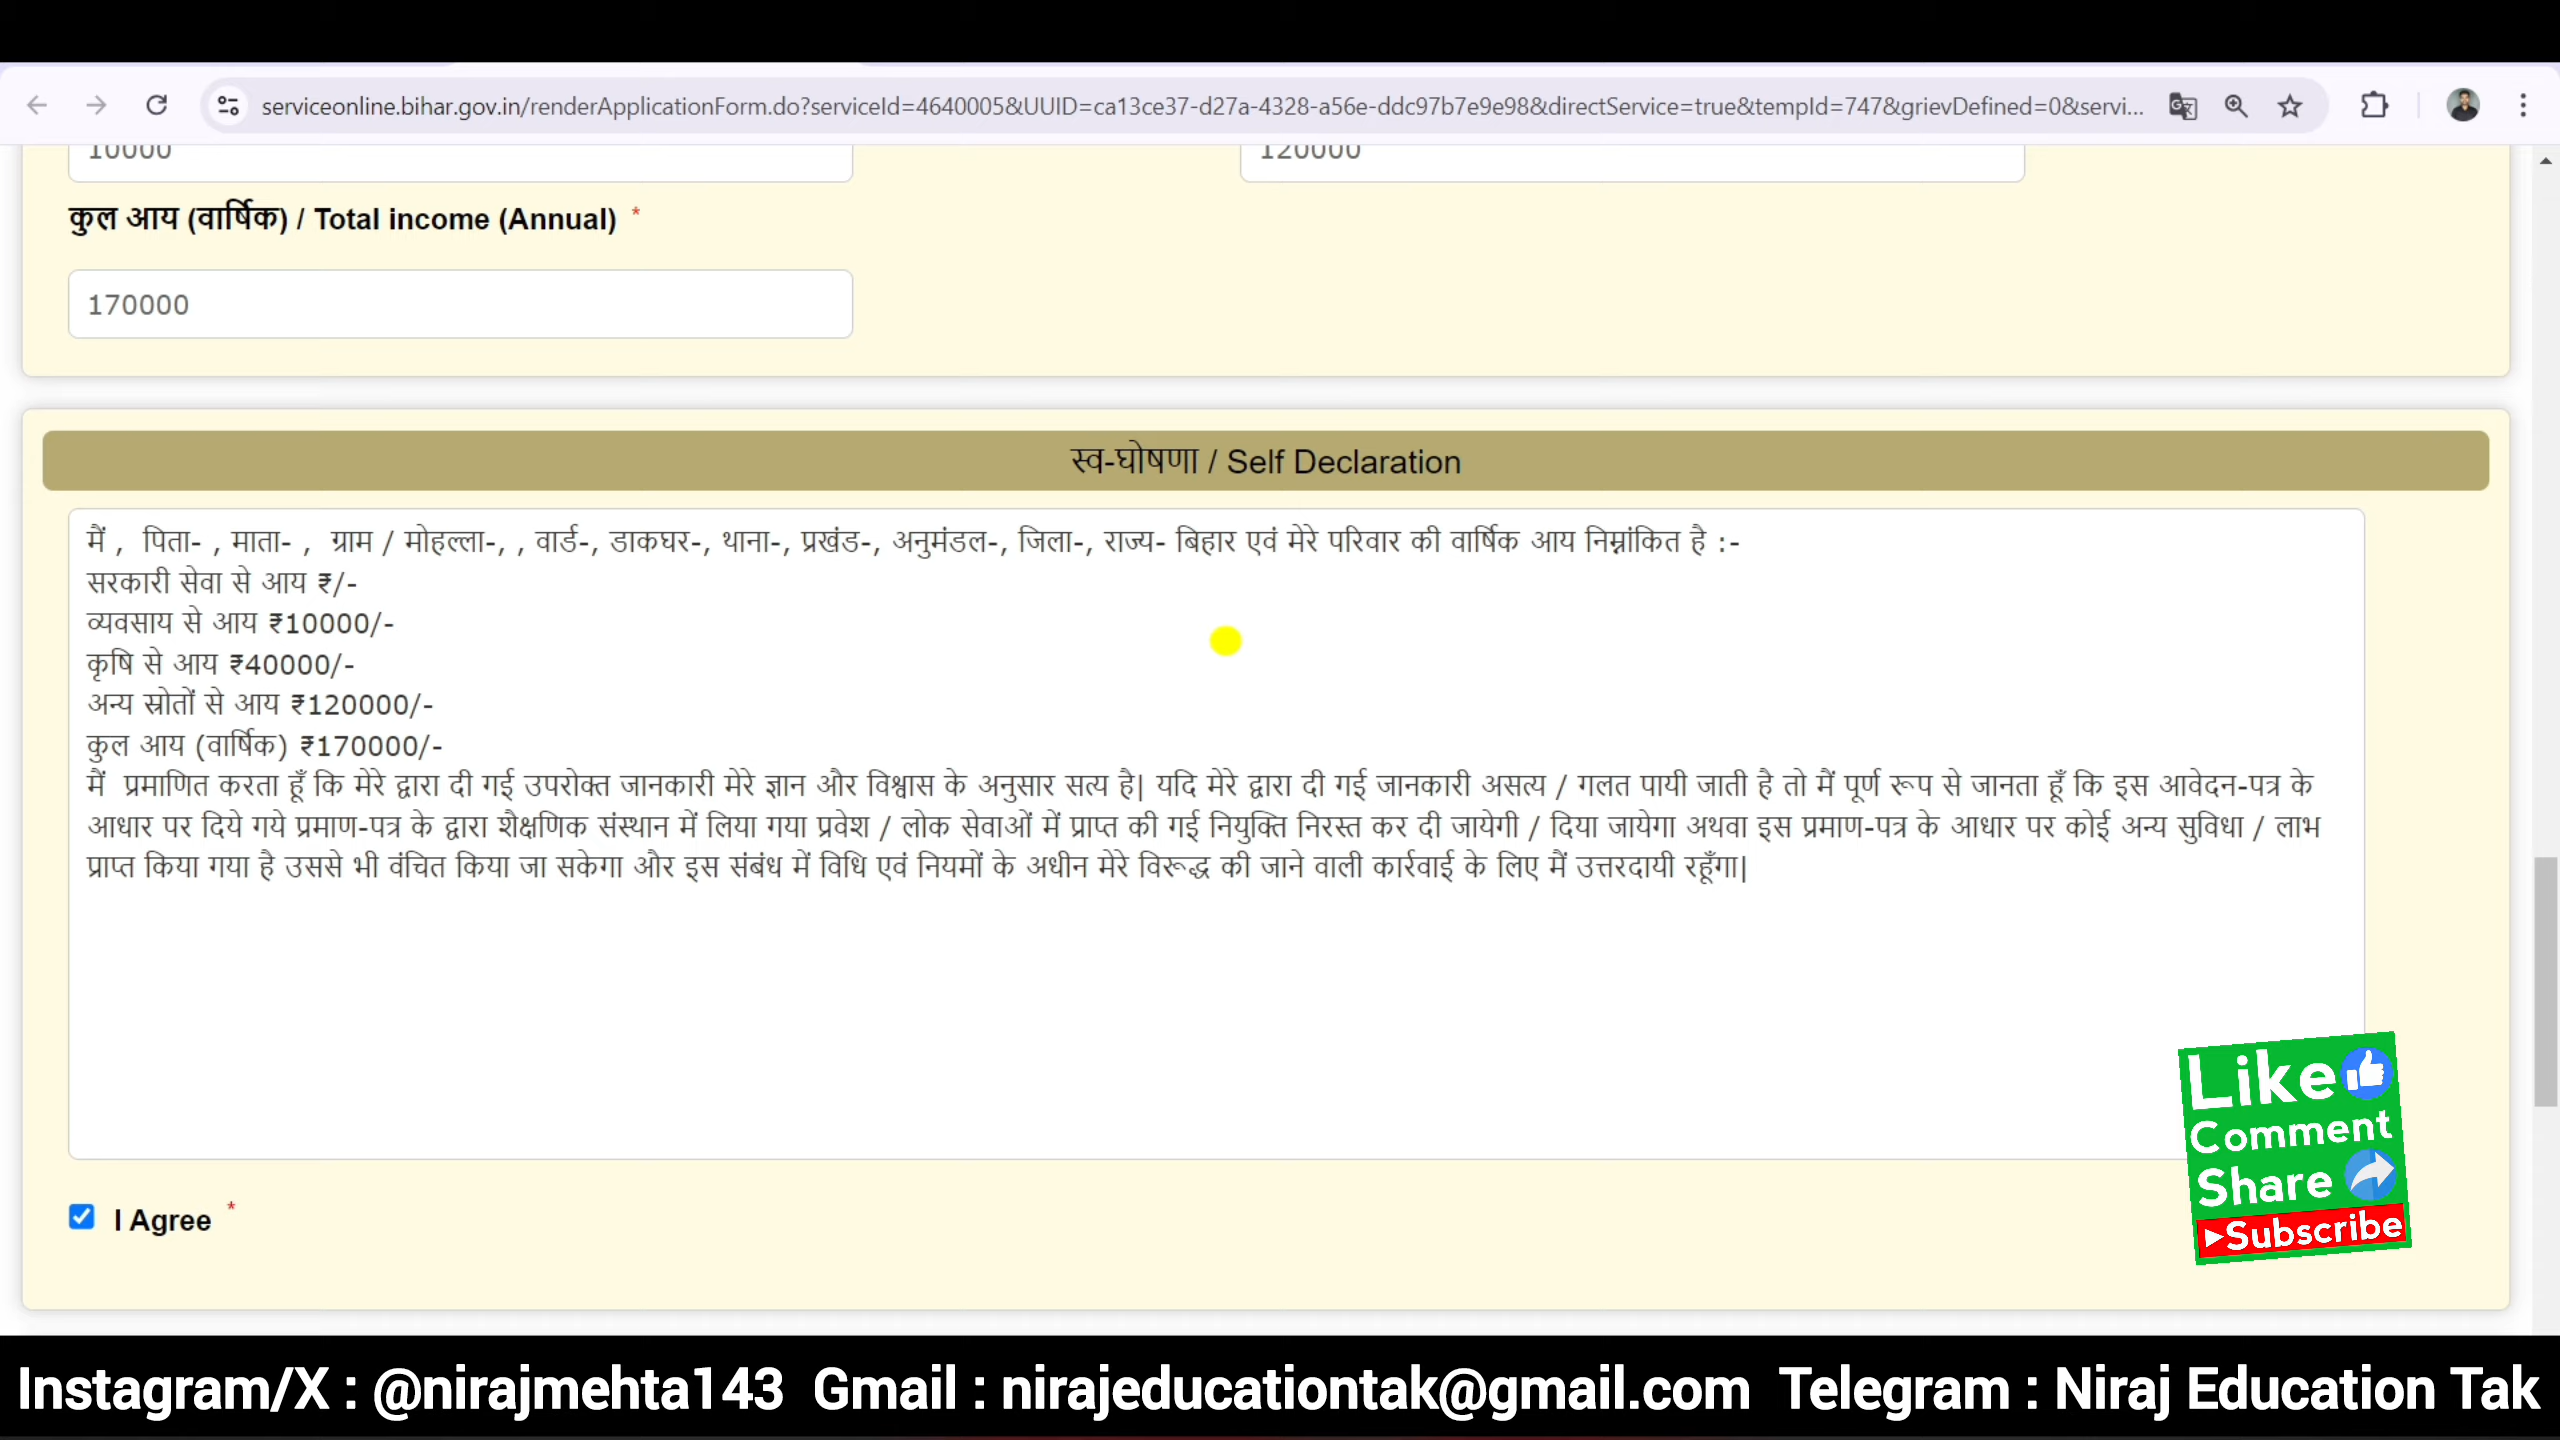 serviceonline.bihar.gov.in/renderApplicationForm.do?serviceId=4640005&UUID=ca13ce37-d27a-4328-a56e-ddc97b7e9e98&directService=true&tempId=747&grievDefined=0&servi...
10000
120000
कुल आय (वार्षिक) / Total income (Annual) *
170000
स्व-घोषणा / Self Declaration
मैं , पिता- , माता- , ग्राम / मोहल्ला-, , वार्ड-, डाकघर-, थाना-, प्रखंड-, अनुमंडल-, जिला-, राज्य- बिहार एवं मेरे परिवार की वार्षिक आय निम्नांकित है :-
सरकारी सेवा से आय ₹/-
व्यवसाय से आय ₹10000/-
कृषि से आय ₹40000/-
अन्य स्रोतों से आय ₹120000/-
कुल आय (वार्षिक) ₹170000/-
मैं प्रमाणित करता हूँ कि मेरे द्वारा दी गई उपरोक्त जानकारी मेरे ज्ञान और विश्वास के अनुसार सत्य है| यदि मेरे द्वारा दी गई जानकारी असत्य / गलत पायी जाती है तो मैं पूर्ण रूप से जानता हूँ कि इस आवेदन-पत्र के
आधार पर दिये गये प्रमाण-पत्र के द्वारा शैक्षणिक संस्थान में लिया गया प्रवेश / लोक सेवाओं में प्राप्त की गई नियुक्ति निरस्त कर दी जायेगी / दिया जायेगा अथवा इस प्रमाण-पत्र के आधार पर कोई अन्य सुविधा / लाभ
प्राप्त किया गया है उससे भी वंचित किया जा सकेगा और इस संबंध में विधि एवं नियमों के अधीन मेरे विरूद्ध की जाने वाली कार्रवाई के लिए मैं उत्तरदायी रहूँगा|
I Agree *
Like
Comment
Share
Subscribe
Instagram/X : @nirajmehta143 Gmail : nirajeducationtak@gmail.com Telegram : Niraj Education Tak